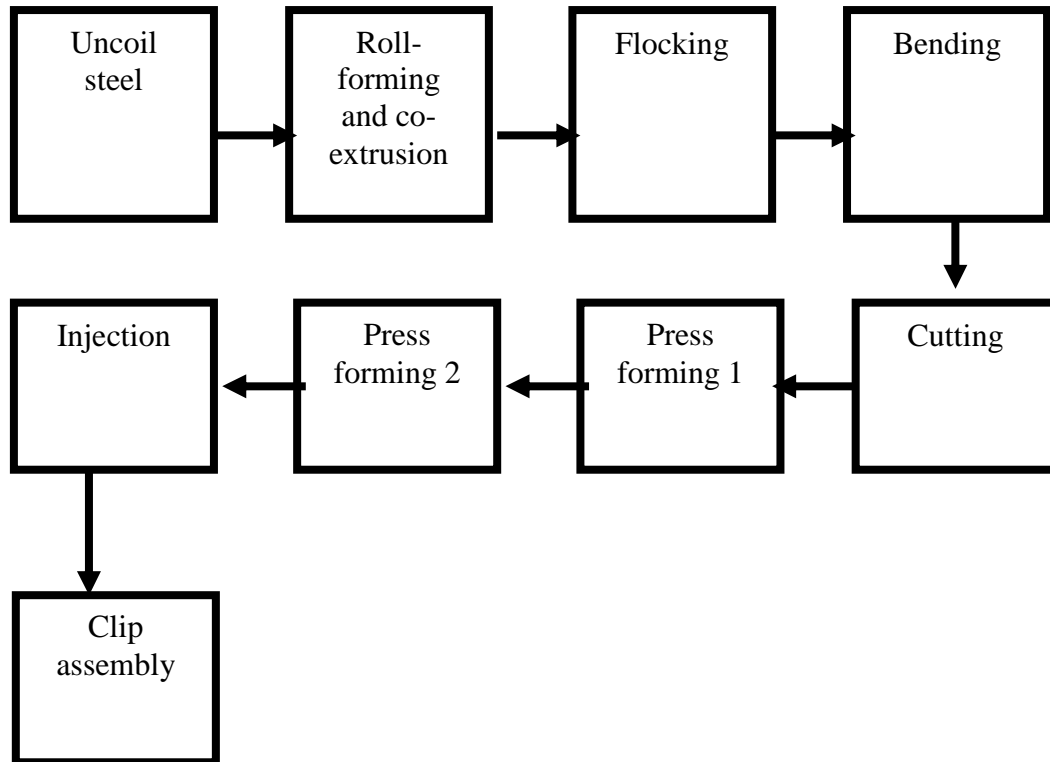 Uncoil
steel
Roll-
forming
and co-
extrusion
Flocking
Bending
Cutting
Press
forming 1
Press
forming 2
Injection
Clip
assembly